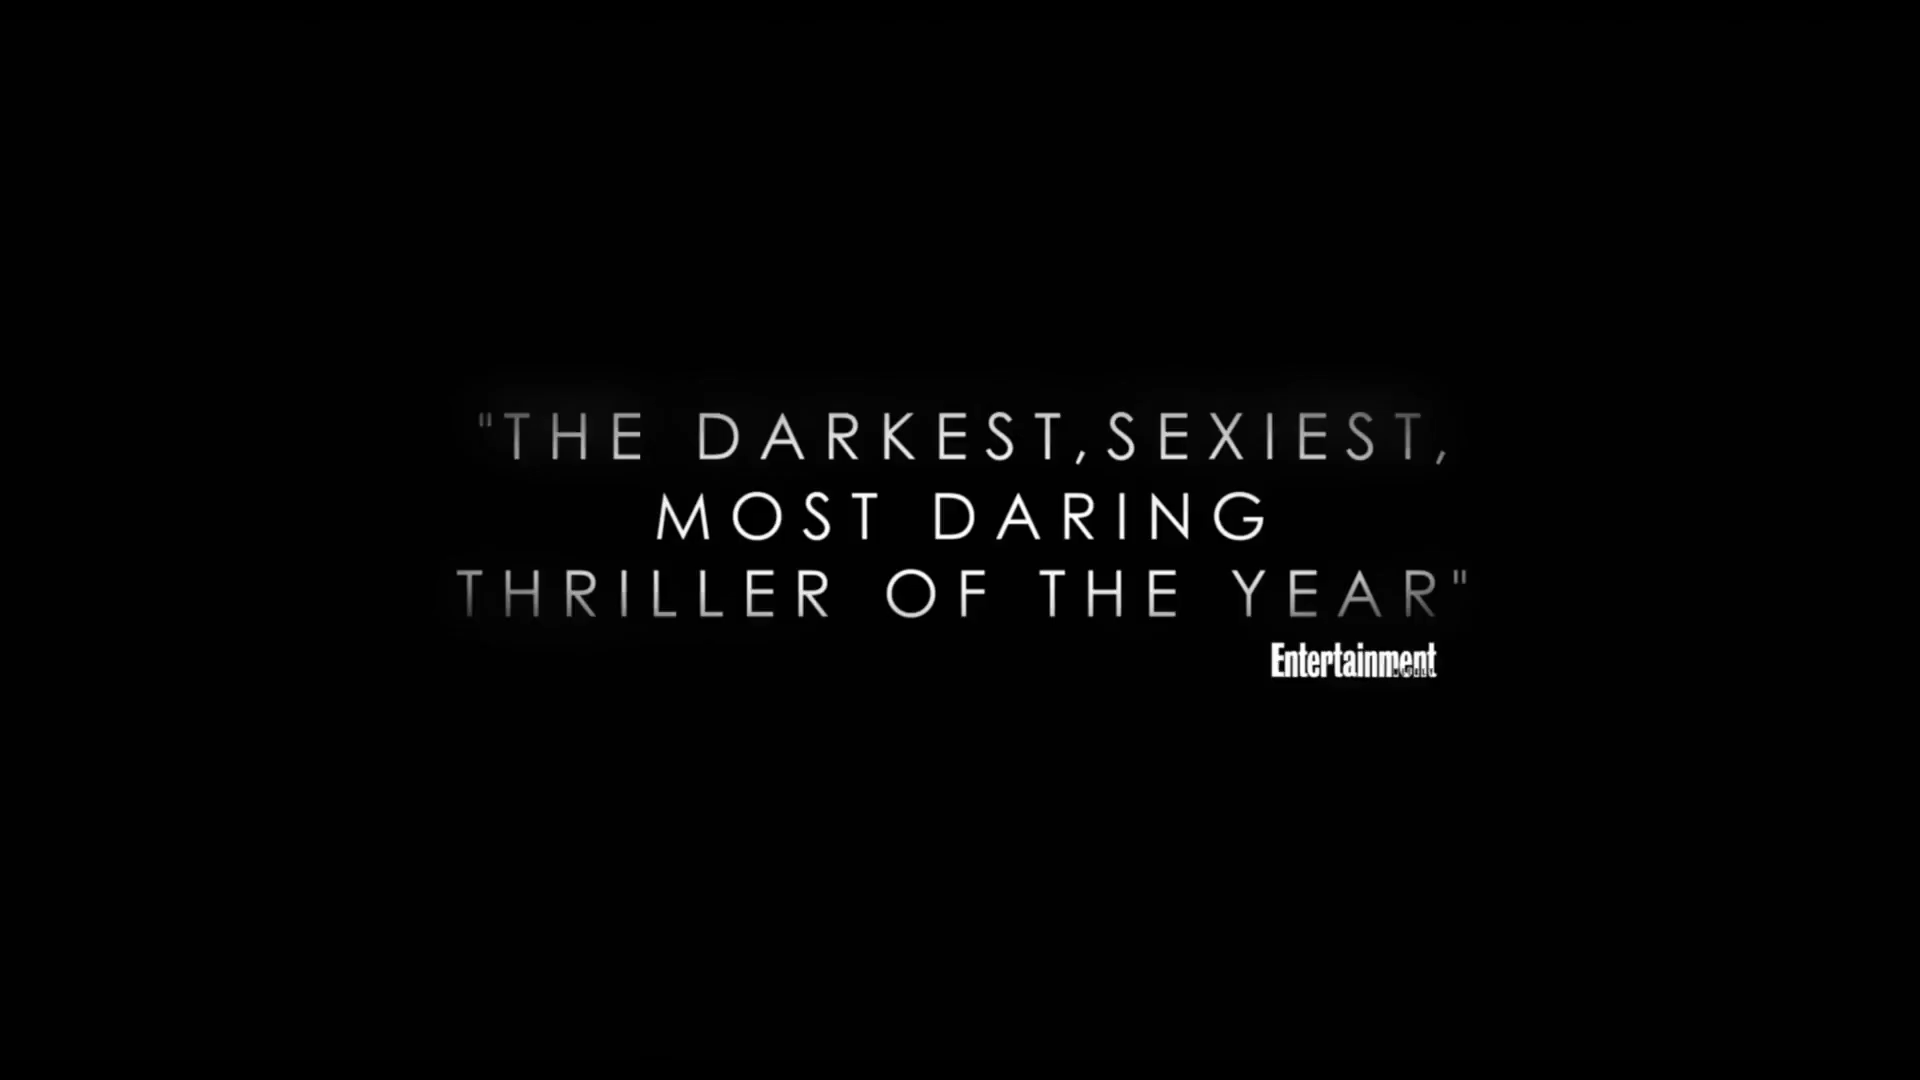 "THE DARKEST,SEXIEST,
MOST DARING
THRILLER OF THE YEAR"
Entertainment